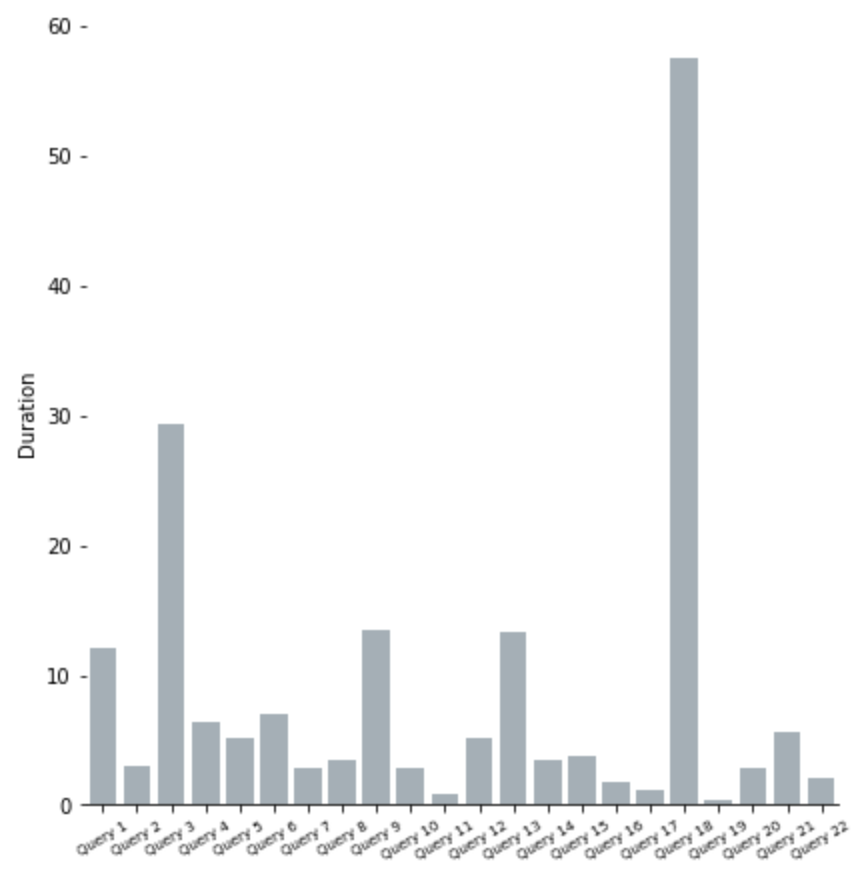 60
50
40
30
20
10
0
Duration
Query 1
Query 2
Query 3
Query 4
Query 5
Query 6
Query 7
Query 8
Query 9
Query 10
Query 11
Query 12
Query 13
Query 14
Query 15
Query 16
Query 17
Query 18
Query 19
Query 20
Query 21
Query 22